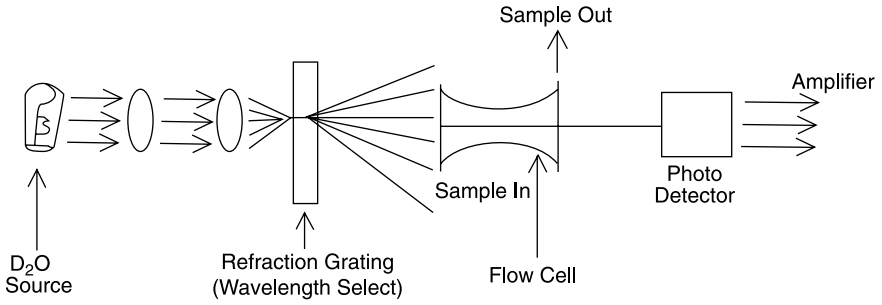 Sample Out
Amplifier
Sample In
Photo
Detector
D₂O
Source
Refraction Grating
(Wavelength Select)
Flow Cell